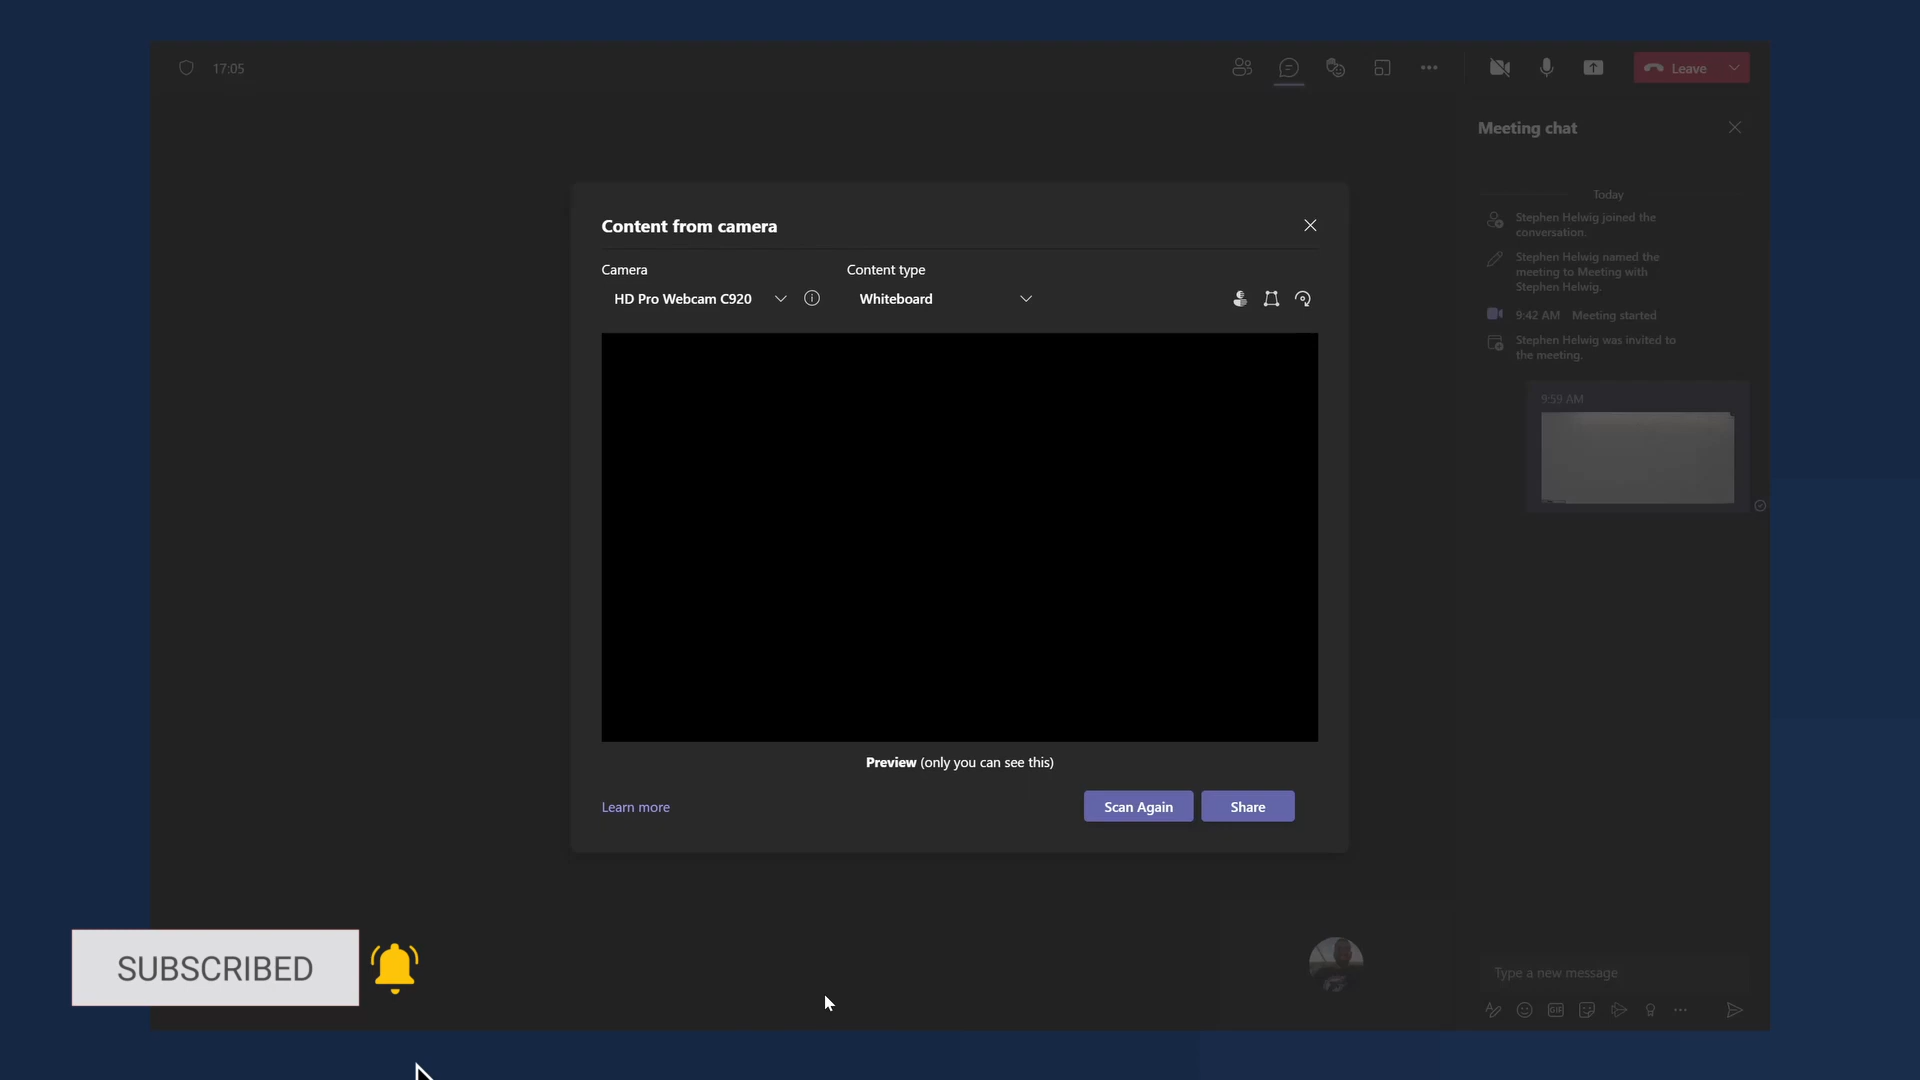 17:05
Leave
Meeting chat
Today
Stephen Helwig joined the
conversation.
Stephen Helwig named the
meeting to Meeting with
Stephen Helwig.
9:42 AM Meeting started
Stephen Helwig was invited to
the meeting.
9:59 AM
Content from camera
Camera
Content type
HD Pro Webcam C920
Whiteboard
Preview (only you can see this)
Learn more
Scan Again
Share
SUBSCRIBED
Type a new message
GIF